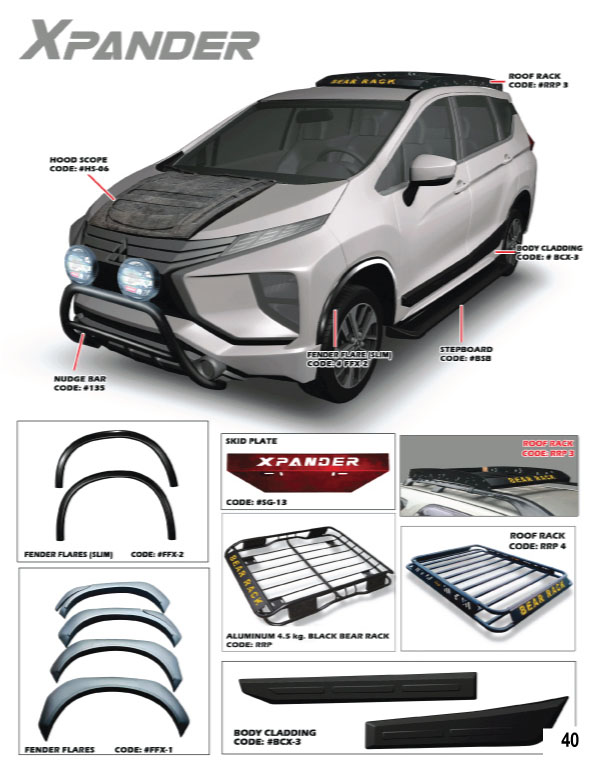 XPANDER
BEAR RACK
ROOF RACK
CODE: #RRP 3
HOOD SCOPE
CODE: #HS-06
BODY CLADDING
CODE: # BCX-3
FENDER FLARE (SLIM)
CODE: # FFX-2
STEPBOARD
CODE: #BSB
NUDGE BAR
CODE: #135
FENDER FLARES (SLIM) CODE: #FFX-2
SKID PLATE
XPANDER
CODE: #SG-13
ROOF RACK
CODE: RRP 3
BEAR RACK
BEAR RACK
ALUMINUM 4.5 kg. BLACK BEAR RACK
CODE: RRP
ROOF RACK
CODE: RRP 4
BEAR RACK
FENDER FLARES CODE: #FFX-1
BODY CLADDING
CODE: #BCX-3
40